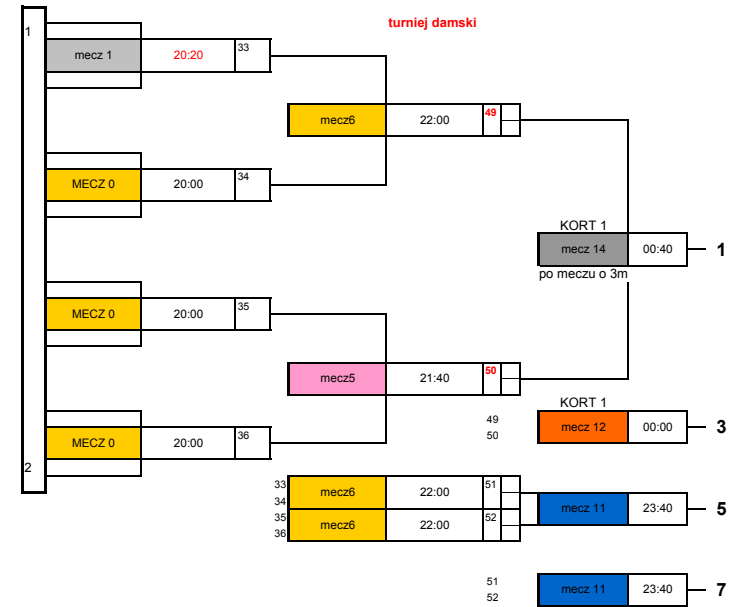 turniej damski
1
mecz 1 20:20 33
mecz6 22:00 49
MECZ 0 20:00 34
KORT 1
mecz 14 00:40 1
po meczu o 3m
MECZ 0 20:00 35
mecz5 21:40 50
KORT 1
49
50
mecz 12 00:00 3
MECZ 0 20:00 36
2
33
34
mecz6 22:00 51
35
36
mecz6 22:00 52
mecz 11 23:40 5
51
52
mecz 11 23:40 7